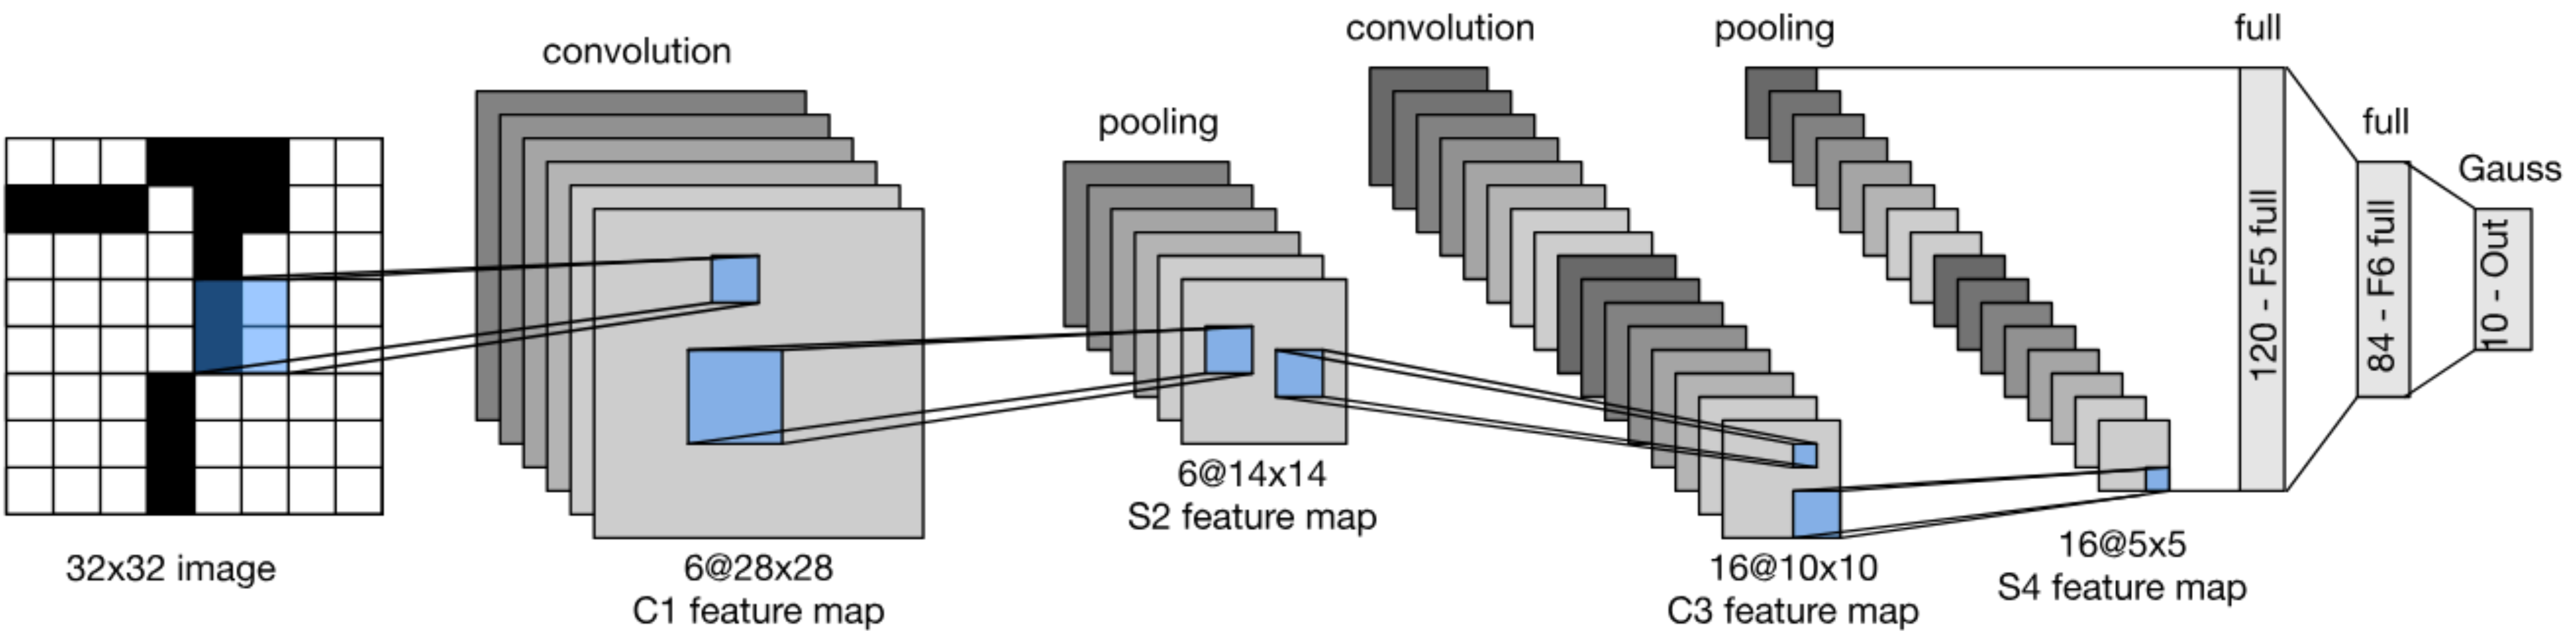 32x32 image
convolution
6@28x28
C1 feature map
pooling
6@14x14
S2 feature map
convolution
16@10x10
C3 feature map
pooling
16@5x5
S4 feature map
full
120 - F5 full
full
84 - F6 full
Gauss
10 - Out